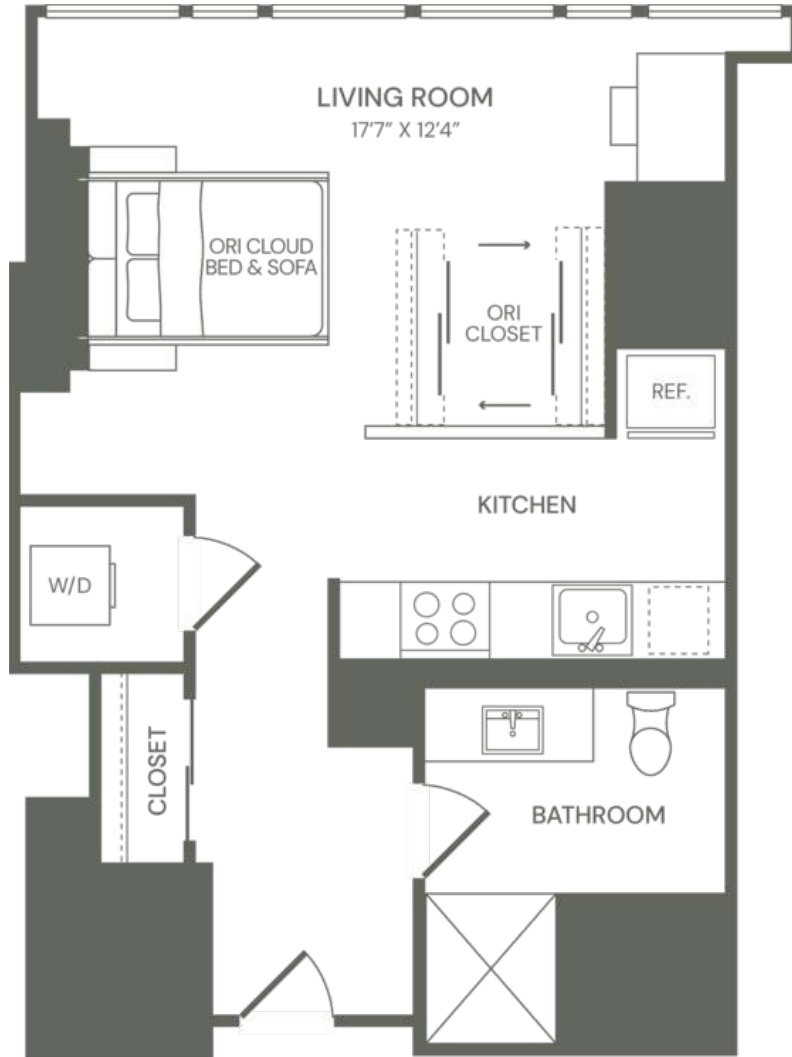 LIVING ROOM
17'7" X 12'4"
ORI CLOUD
BED & SOFA
ORI
CLOSET
REF.
KITCHEN
W/D
CLOSET
BATHROOM